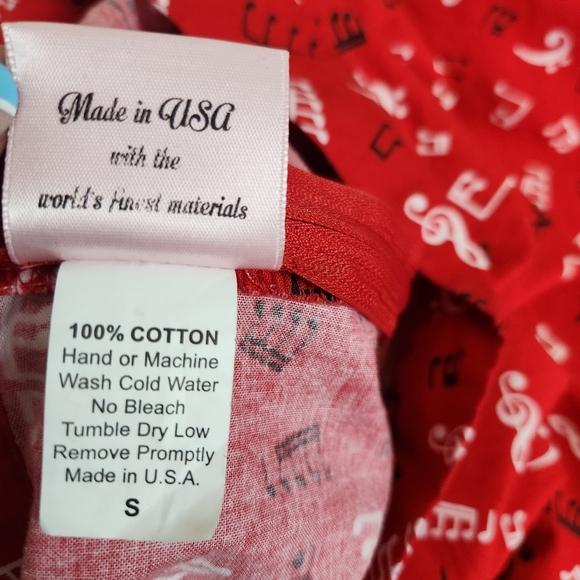 Made in USA
with the
world's finest materials
100% COTTON
Hand or Machine
Wash Cold Water
No Bleach
Tumble Dry Low
Remove Promptly
Made in U.S.A.
S